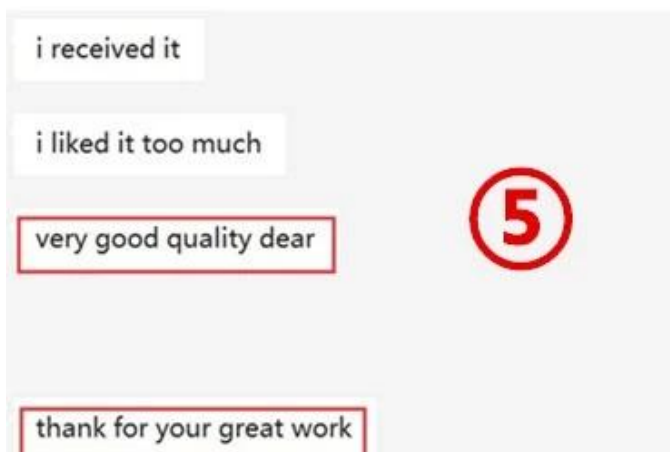 i received it
i liked it too much
very good quality dear
⑤
thank for your great work